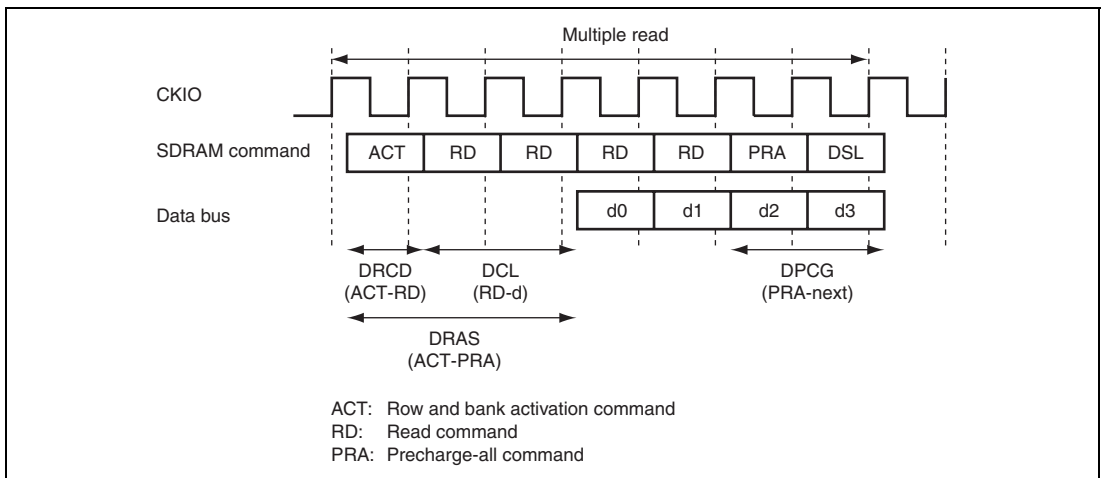 Multiple read
CKIO
SDRAM command ACT RD RD RD RD PRA DSL
Data bus d0 d1 d2 d3
DRCD DCL DPCG
(ACT-RD) (RD-d) (PRA-next)
DRAS
(ACT-PRA)
ACT: Row and bank activation command
RD: Read command
PRA: Precharge-all command